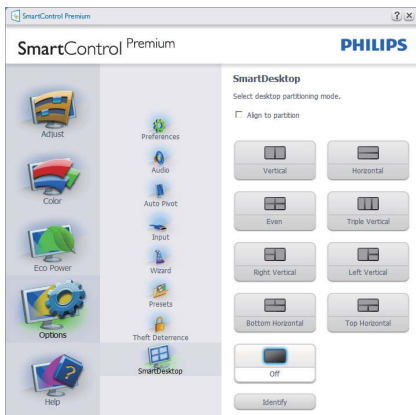 SmartControl Premium
SmartControl Premium
PHILIPS
Adjust
Color
Eco Power
Options
Help
Preferences
Audio
Auto Pivot
Input
Wizard
Presets
Theft Deterrence
SmartDesktop
SmartDesktop
Select desktop partitioning mode.
Align to partition
Vertical
Horizontal
Even
Triple Vertical
Right Vertical
Left Vertical
Bottom Horizontal
Top Horizontal
Off
Identify